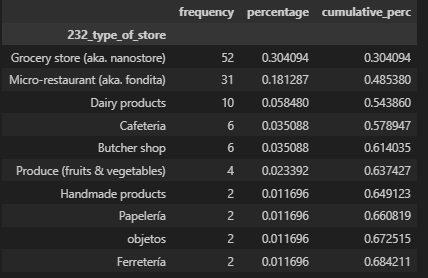 frequency percentage cumulative_perc
232_type_of_store
Grocery store (aka. nanostore) 52 0.304094 0.304094
Micro-restaurant (aka. fondita) 31 0.181287 0.485380
Dairy products 10 0.058480 0.543860
Cafeteria 6 0.035088 0.578947
Butcher shop 6 0.035088 0.614035
Produce (fruits & vegetables) 4 0.023392 0.637427
Handmade products 2 0.011696 0.649123
Papelería 2 0.011696 0.660819
objetos 2 0.011696 0.672515
Ferretería 2 0.011696 0.684211